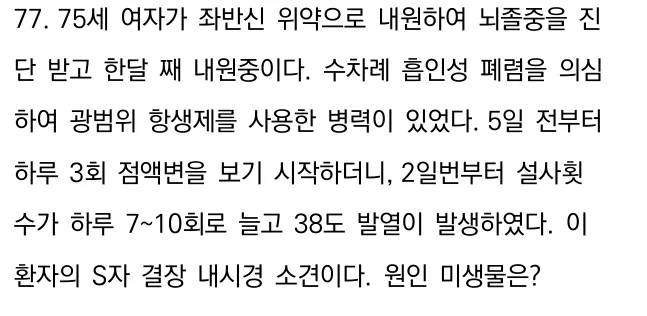 77. 75세 여자가 좌반신 위약으로 내원하여 뇌졸중을 진
단 받고 한달 째 내원중이다. 수차례 흡인성 폐렴을 의심
하여 광범위 항생제를 사용한 병력이 있었다. 5일 전부터
하루 3회 점액변을 보기 시작하더니, 2일번부터 설사횟
수가 하루 7~10회로 늘고 38도 발열이 발생하였다. 이
환자의 S자 결장 내시경 소견이다. 원인 미생물은?